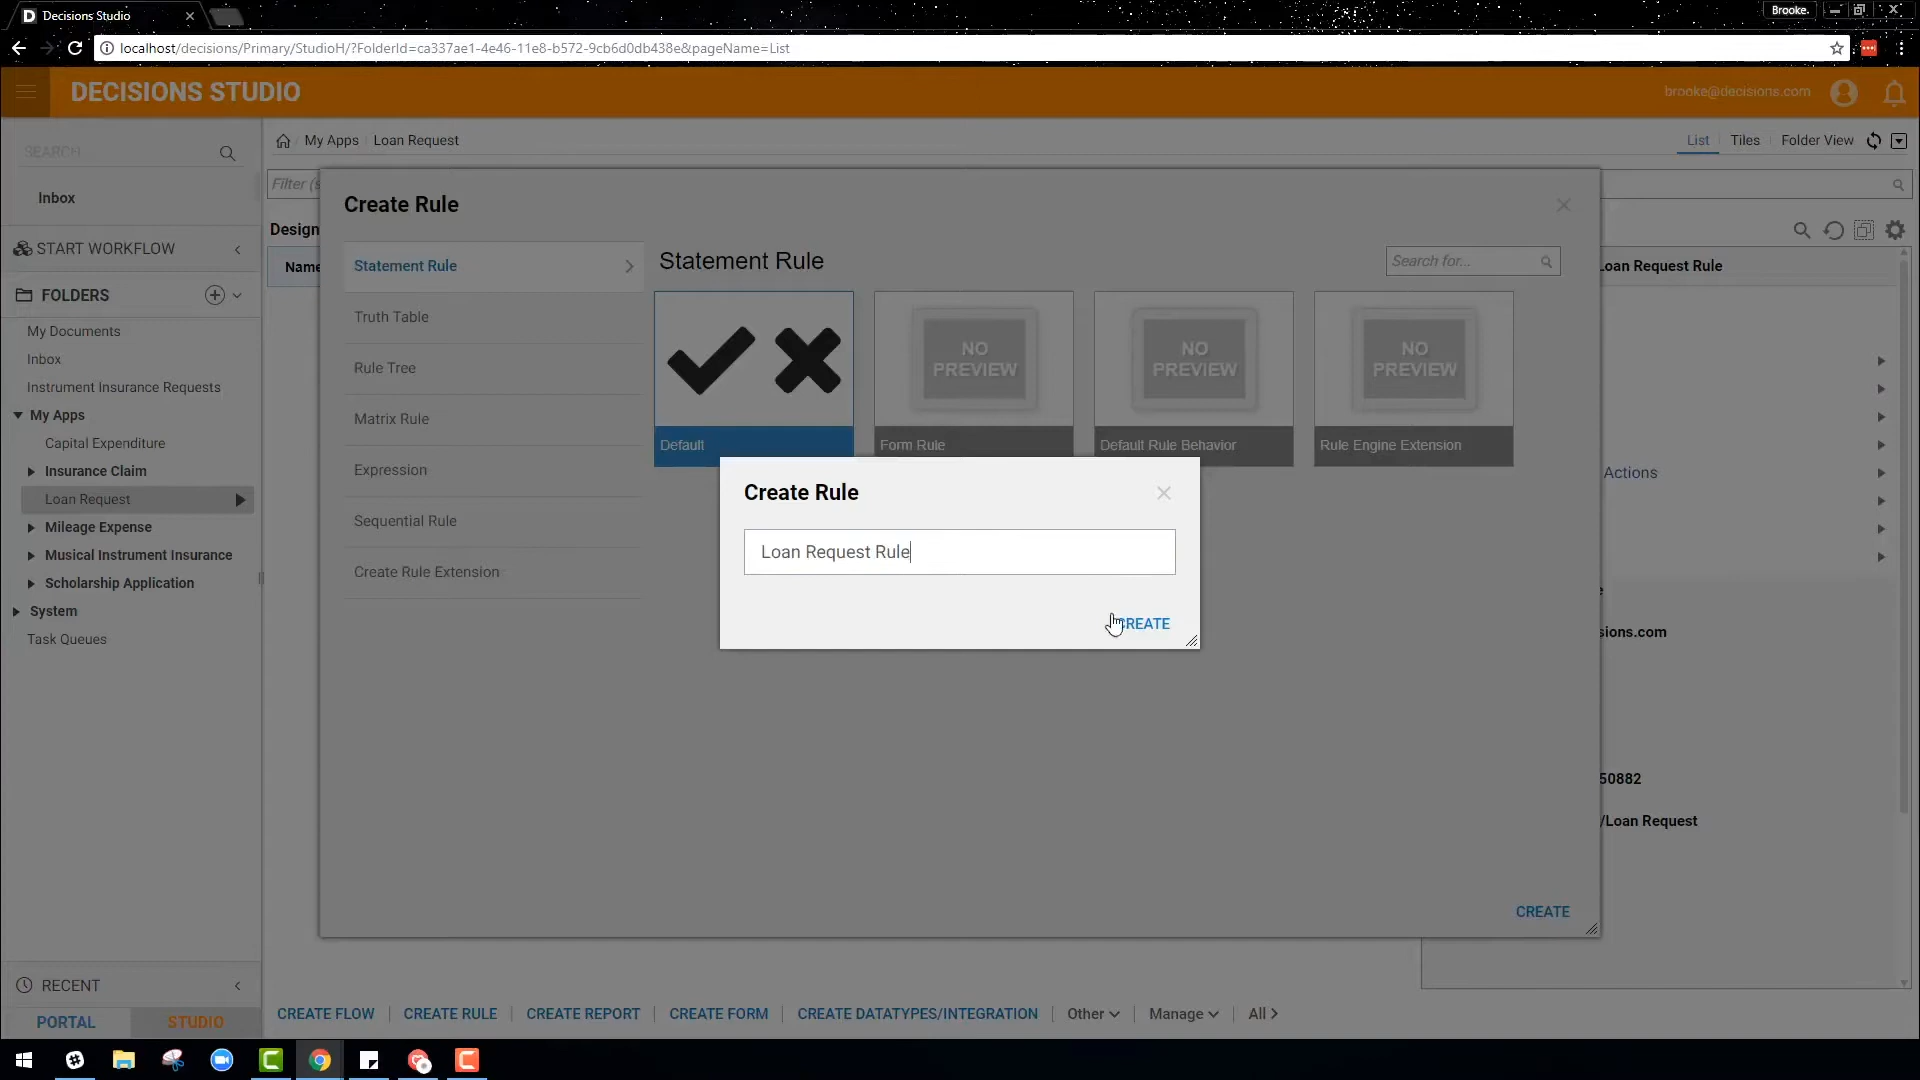 Decisions Studio
Brooke.
localhost/decisions/Primary/StudioH/?FolderId=ca337ae1-4e46-11e8-b572-9cb6d0db438e&pageName=List
DECISIONS STUDIO
brooke@decisions.com
SEARCH
My Apps
Loan Request
List
Tiles
Folder View
Inbox
Filter (s
Create Rule
START WORKFLOW
Design
Name
Loan Request Rule
FOLDERS
My Documents
Inbox
Instrument Insurance Requests
My Apps
Capital Expenditure
Insurance Claim
Loan Request
Mileage Expense
Musical Instrument Insurance
Scholarship Application
System
Task Queues
Statement Rule
Truth Table
Rule Tree
Matrix Rule
Expression
Sequential Rule
Create Rule Extension
Statement Rule
Search for...
NO
PREVIEW
NO
PREVIEW
NO
PREVIEW
Default
Form Rule
Default Rule Behavior
Rule Engine Extension
Create Rule
Loan Request Rule
CREATE
Actions
e
sions.com
50882
/Loan Request
CREATE
RECENT
PORTAL
STUDIO
CREATE FLOW
CREATE RULE
CREATE REPORT
CREATE FORM
CREATE DATATYPES/INTEGRATION
Other
Manage
All